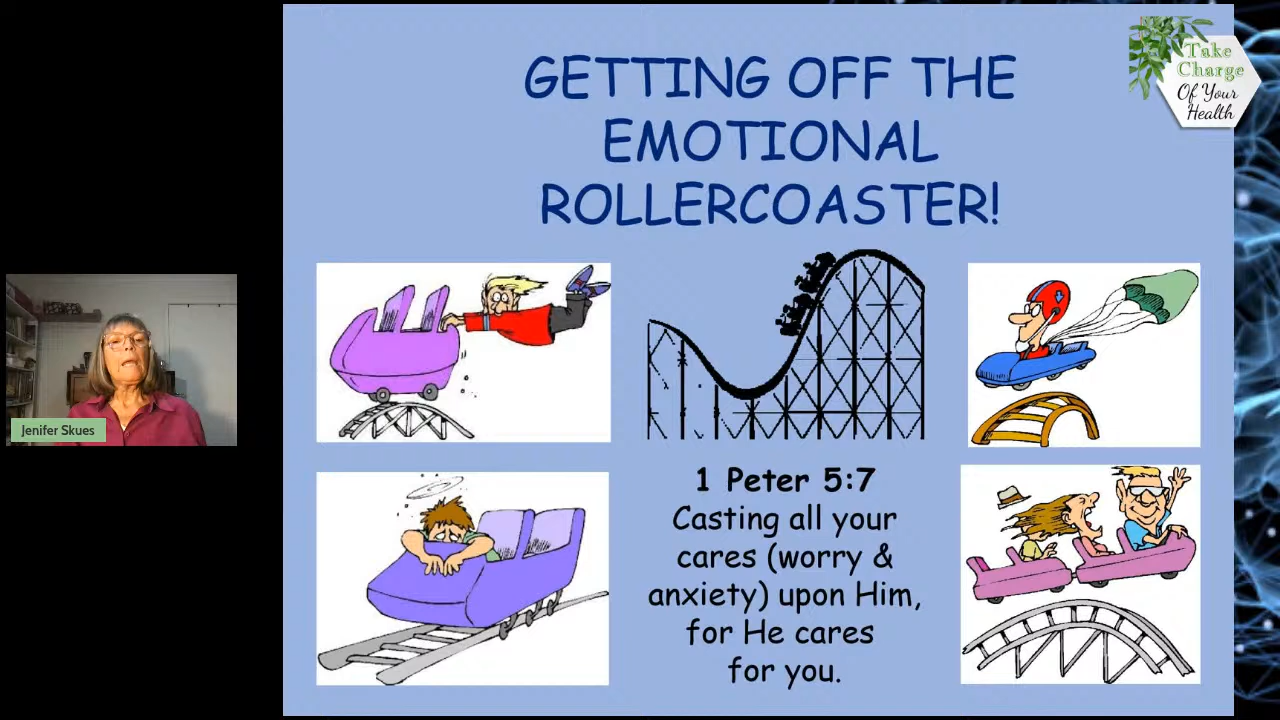 GETTING OFF THE
EMOTIONAL
ROLLERCOASTER!
Take
Charge
Of Your
Health
Jenifer Skues
1 Peter 5:7
Casting all your
cares (worry &
anxiety) upon Him,
for He cares
for you.